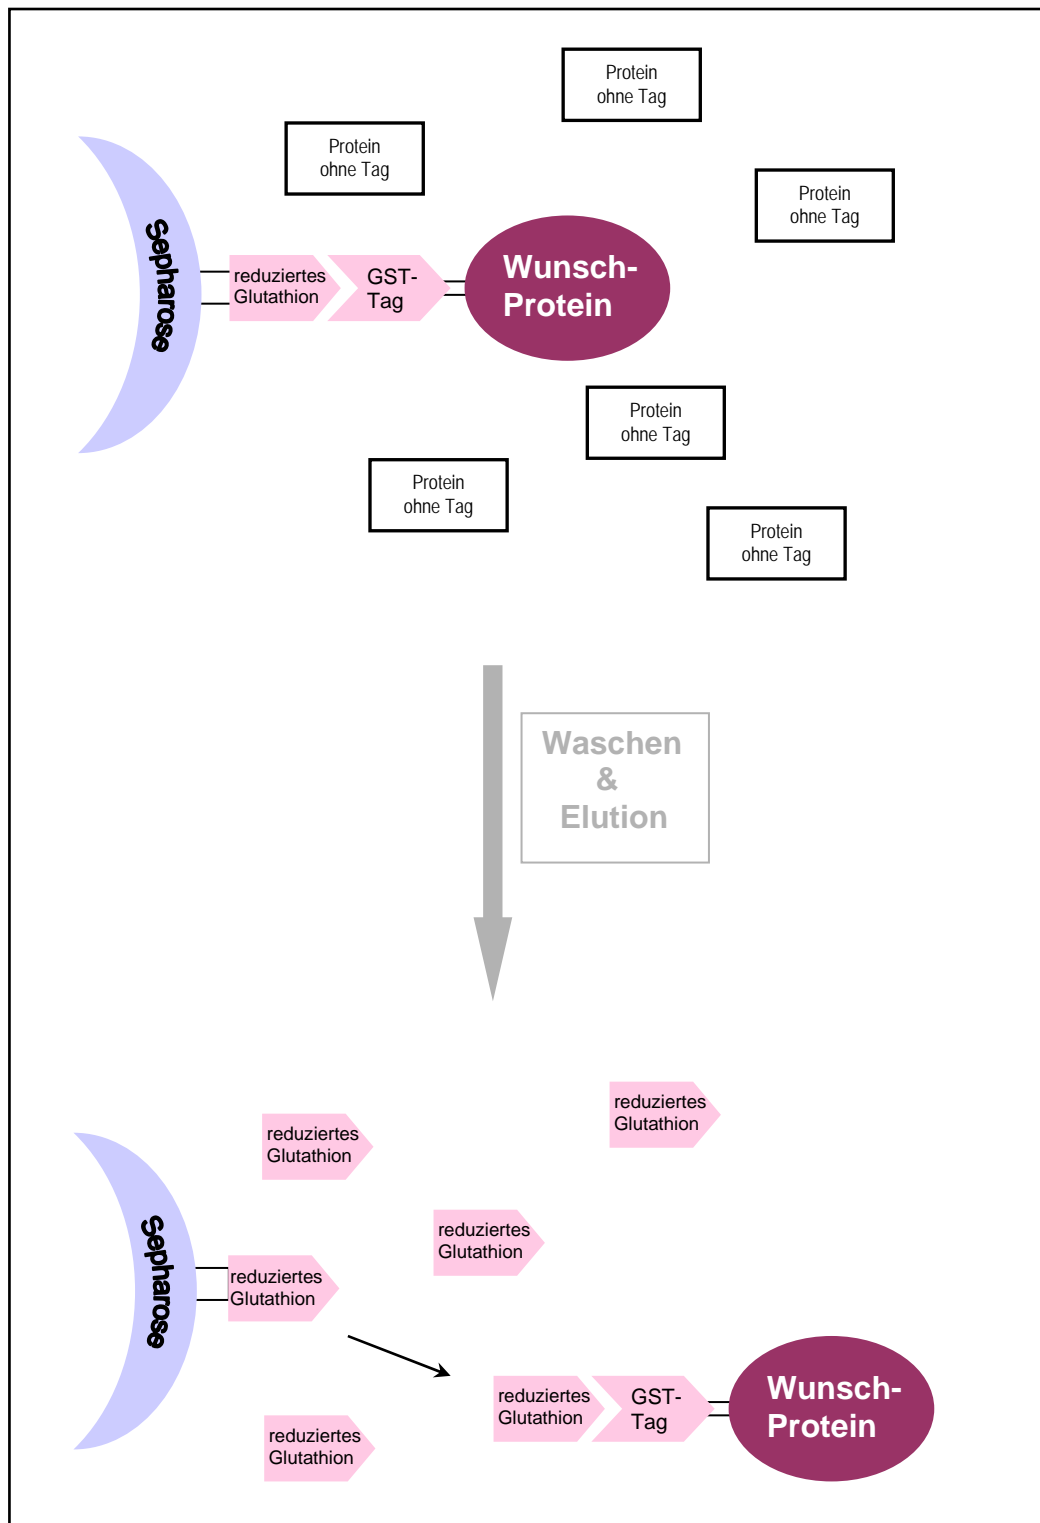 Protein
ohne Tag
Protein
ohne Tag
Protein
ohne Tag
Sepharose
reduziertes
Glutathion
GST-
Tag
Wunsch-
Protein
Protein
ohne Tag
Protein
ohne Tag
Protein
ohne Tag
Waschen
&
Elution
reduziertes
Glutathion
reduziertes
Glutathion
reduziertes
Glutathion
Sepharose
reduziertes
Glutathion
reduziertes
Glutathion
GST-
Tag
Wunsch-
Protein
reduziertes
Glutathion